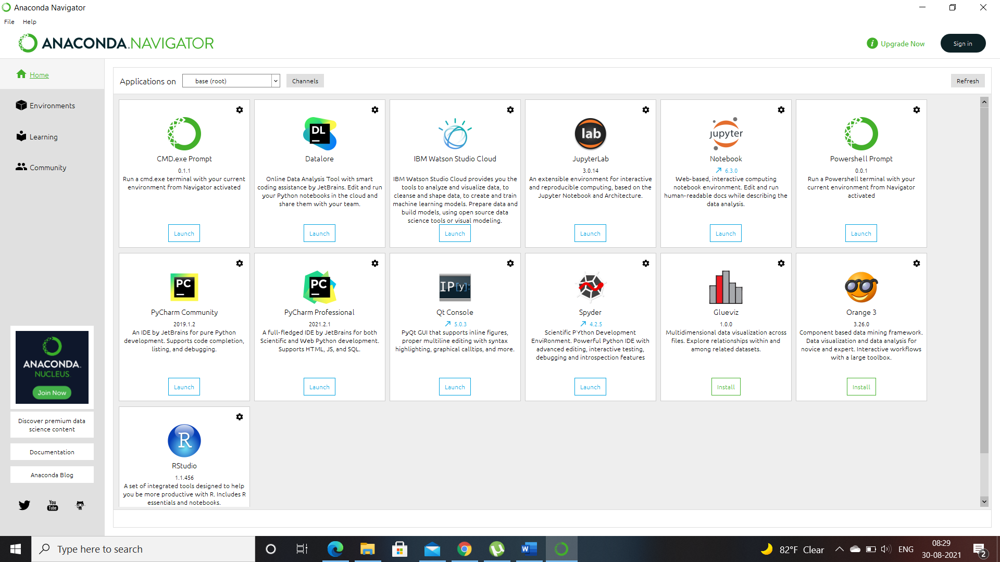 Anaconda Navigator
File Help
ANACONDA.NAVIGATOR
i Upgrade Now
Sign in
Home
Environments
Learning
Community
Applications on
base (root)
Channels
Refresh
CMD.exe Prompt
0.1.1
Run a cmd.exe terminal with your current
environment from Navigator activated
Launch
DL
Datalore
Online Data Analysis Tool with smart
coding assistance by JetBrains. Edit and run
your Python notebooks in the cloud and
share them with your team.
Launch
IBM Watson Studio Cloud
IBM Watson Studio Cloud provides you the
tools to analyze and visualize data, to
cleanse and shape data, to create and train
machine learning models. Prepare data and
build models, using open source data
science tools or visual modeling.
Launch
lab
JupyterLab
3.0.14
An extensible environment for interactive
and reproducible computing, based on the
Jupyter Notebook and Architecture.
Launch
jupyter
Notebook
6.3.0
Web-based, interactive computing
notebook environment. Edit and run
human-readable docs while describing the
data analysis.
Launch
Powershell Prompt
0.0.1
Run a Powershell terminal with your
current environment from Navigator
activated
Launch
PC
PyCharm Community
2019.1.2
An IDE by JetBrains for pure Python
development. Supports code completion,
listing, and debugging.
Launch
PC
PyCharm Professional
2021.2.1
A full-fledged IDE by JetBrains for both
Scientific and Web Python development.
Supports HTML, JS, and SQL.
Launch
IP[y]:
Qt Console
5.0.3
PyQt GUI that supports inline figures,
proper multiline editing with syntax
highlighting, graphical calltips, and more.
Launch
Spyder
4.2.5
Scientific PYthon Development
EnviRonment. Powerful Python IDE with
advanced editing, interactive testing,
debugging and introspection features
Launch
Glueviz
1.0.0
Multidimensional data visualization across
files. Explore relationships within and
among related datasets.
Install
Orange 3
3.26.0
Component based data mining framework.
Data visualization and data analysis for
novice and expert. Interactive workflows
with a large toolbox.
Install
R
RStudio
1.1.456
A set of integrated tools designed to help
you be more productive with R. Includes R
essentials and notebooks.
ANACONDA.
NUCLEUS
Join Now
Discover premium data
science content
Documentation
Anaconda Blog
You
Tube
Type here to search
W
82°F Clear
ENG
08:29
30-08-2021
2